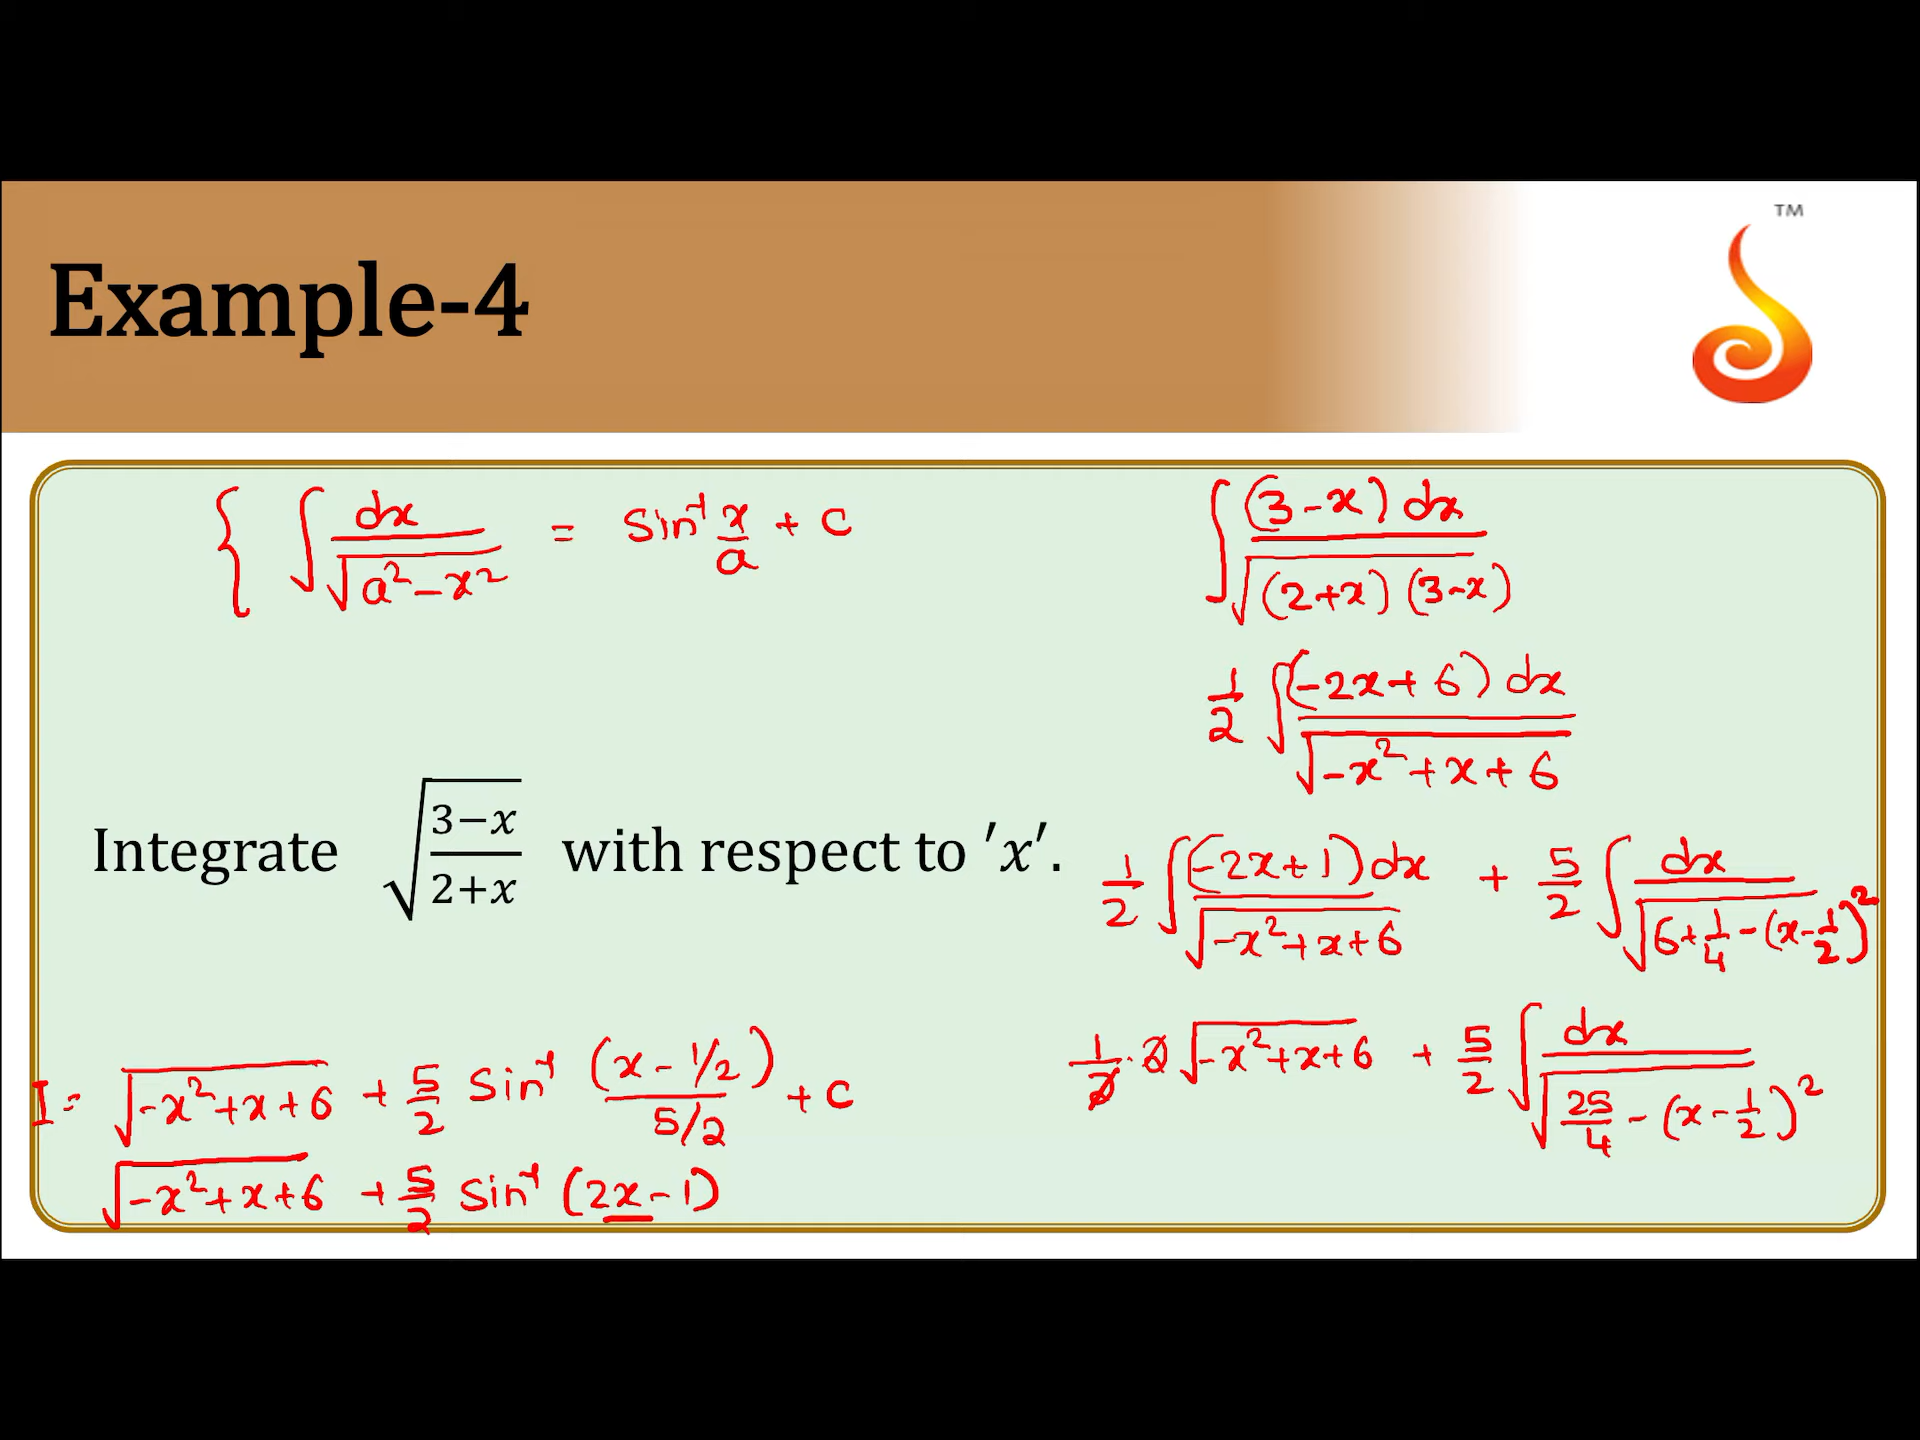 TM
Example-4
{ ∫ dx / √(a² − x²) = Sin⁻¹ x/a + C
∫ (3 − x) dx / √((2+x) (3−x))
1/2 ∫ (−2x + 6) dx / √(−x² + x + 6)
Integrate √((3−x)/(2+x)) with respect to ′x′.
1/2 ∫ (−2x+1) dx / √(−x² + x + 6) + 5/2 ∫ dx / √(6 + 1/4 − (x − 1/2)²)
1/2 · 2 √(−x² + x + 6) + 5/2 ∫ dx / √(25/4 − (x − 1/2)²)
I = √(−x² + x + 6) + 5/2 Sin⁻¹ ((x − 1/2) / (5/2)) + C
√(−x² + x + 6) + 5/2 Sin⁻¹ (2x − 1)